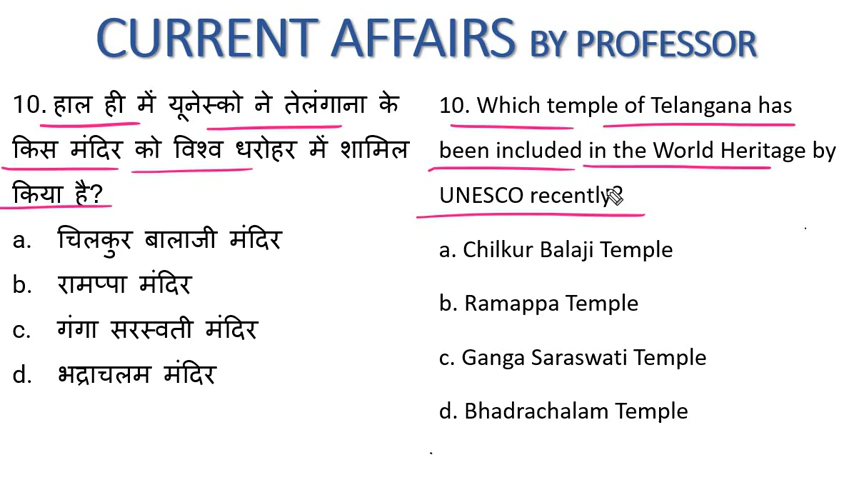 CURRENT AFFAIRS BY PROFESSOR
10. हाल ही में यूनेस्को ने तेलंगाना के
किस मंदिर को विश्व धरोहर में शामिल
किया है?
a. चिलकुर बालाजी मंदिर
b. रामप्पा मंदिर
c. गंगा सरस्वती मंदिर
d. भद्राचलम मंदिर
10. Which temple of Telangana has
been included in the World Heritage by
UNESCO recently?
a. Chilkur Balaji Temple
b. Ramappa Temple
c. Ganga Saraswati Temple
d. Bhadrachalam Temple